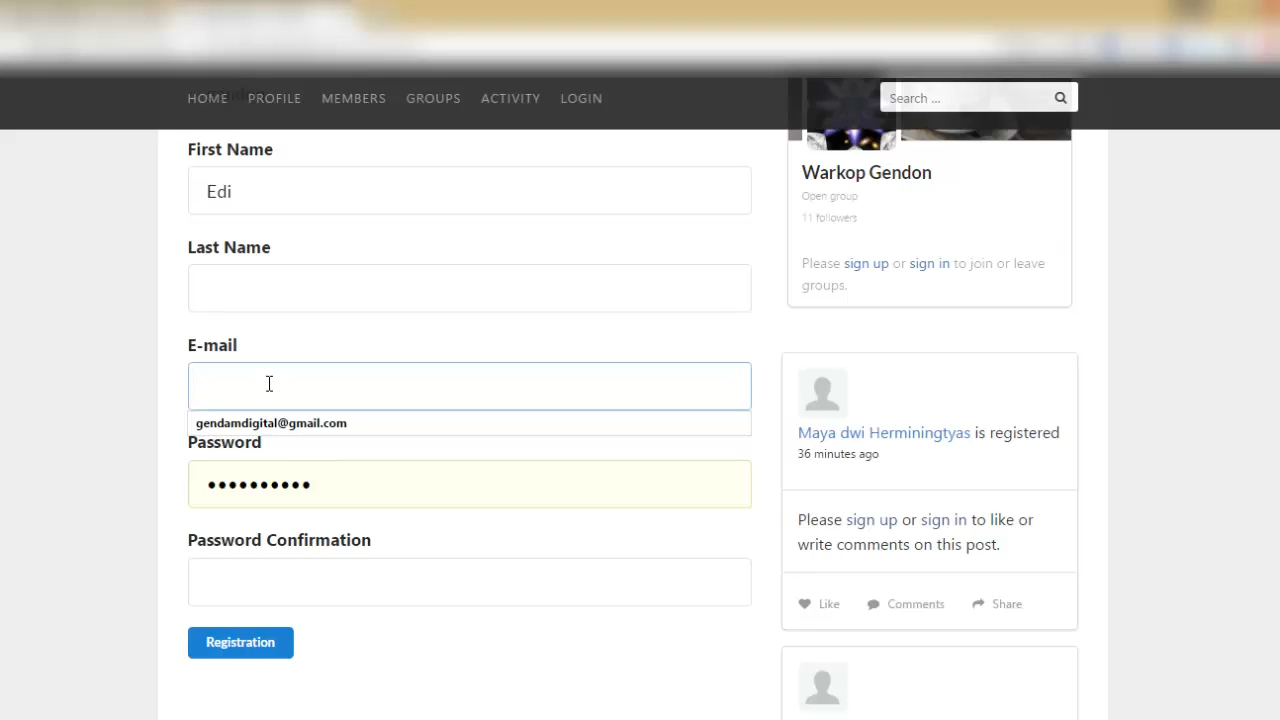 HOME PROFILE MEMBERS GROUPS ACTIVITY LOGIN
Search ...
First Name
Edi
Last Name
E-mail
gendamdigital@gmail.com
Password
••••••••••
Password Confirmation
Registration
Warkop Gendon
Open group
11 followers
Please sign up or sign in to join or leave
groups.
Maya dwi Herminingtyas is registered
36 minutes ago
Please sign up or sign in to like or
write comments on this post.
Like Comments Share